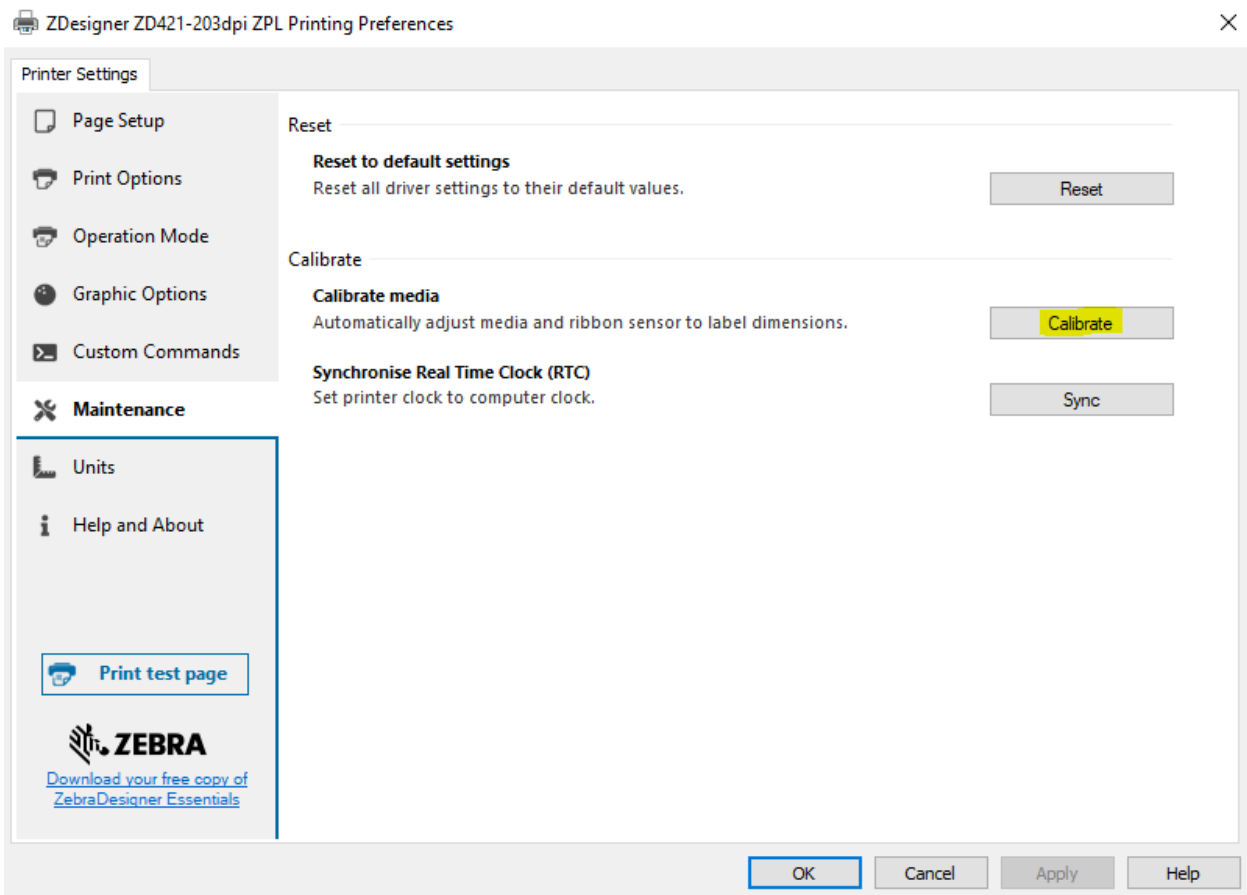 ZDesigner ZD421-203dpi ZPL Printing Preferences
Printer Settings
Page Setup
Print Options
Operation Mode
Graphic Options
Custom Commands
Maintenance
Units
Help and About
Print test page
ZEBRA
Download your free copy of
ZebraDesigner Essentials
Reset
Reset to default settings
Reset all driver settings to their default values.
Reset
Calibrate
Calibrate media
Automatically adjust media and ribbon sensor to label dimensions.
Calibrate
Synchronise Real Time Clock (RTC)
Set printer clock to computer clock.
Sync
OK
Cancel
Apply
Help